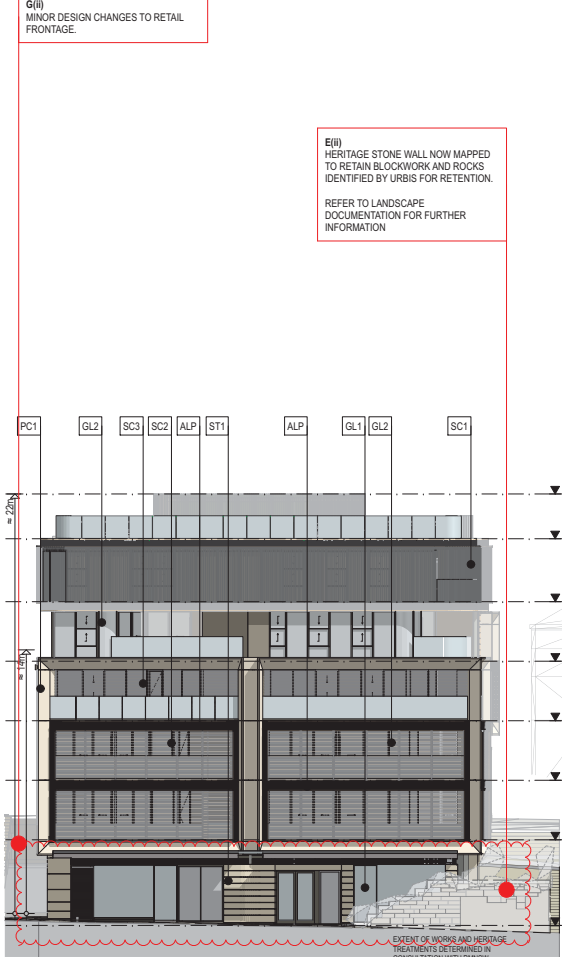 G(ii)
MINOR DESIGN CHANGES TO RETAIL
FRONTAGE.
E(ii)
HERITAGE STONE WALL NOW MAPPED
TO RETAIN BLOCKWORK AND ROCKS
IDENTIFIED BY URBIS FOR RETENTION.
REFER TO LANDSCAPE
DOCUMENTATION FOR FURTHER
INFORMATION
PC1 GL2 SC3 SC2 ALP ST1 ALP GL1 GL2 SC1
≈ 22m
≈ 14m
EXTENT OF WORKS AND HERITAGE
TREATMENTS DETERMINED IN
CONSULTATION WITH